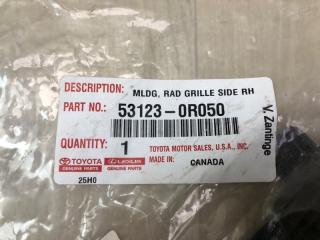 DESCRIPTION: MLDG, RAD GRILLE SIDE RH
PART NO.: 53123-0R050
QUANTITY: 1
TOYOTA MOTOR SALES, U.S.A., INC.
TOYOTA
GENUINE PARTS
LEXUS
GENUINE PARTS
MADE IN: CANADA
25H0
V. Zantinge